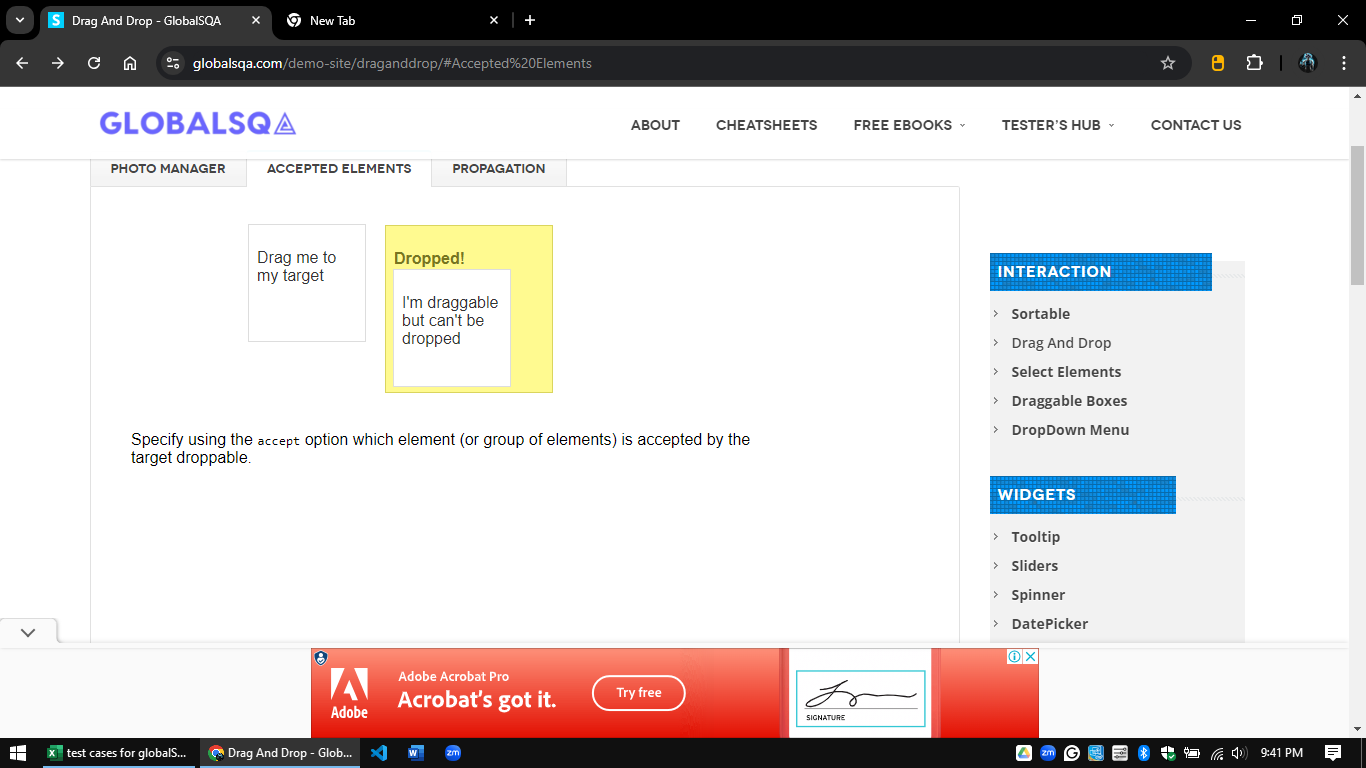 Drag And Drop - GlobalSQA
New Tab
globalsqa.com/demo-site/draganddrop/#Accepted%20Elements
GLOBALSQA
ABOUT
CHEATSHEETS
FREE EBOOKS
TESTER'S HUB
CONTACT US
PHOTO MANAGER
ACCEPTED ELEMENTS
PROPAGATION
Drag me to
my target
Dropped!
I'm draggable
but can't be
dropped
Specify using the accept option which element (or group of elements) is accepted by the
target droppable.
INTERACTION
Sortable
Drag And Drop
Select Elements
Draggable Boxes
DropDown Menu
WIDGETS
Tooltip
Sliders
Spinner
DatePicker
Adobe
Adobe Acrobat Pro
Acrobat's got it.
Try free
SIGNATURE
test cases for globalS...
Drag And Drop - Glob...
zm
zm
9:41 PM